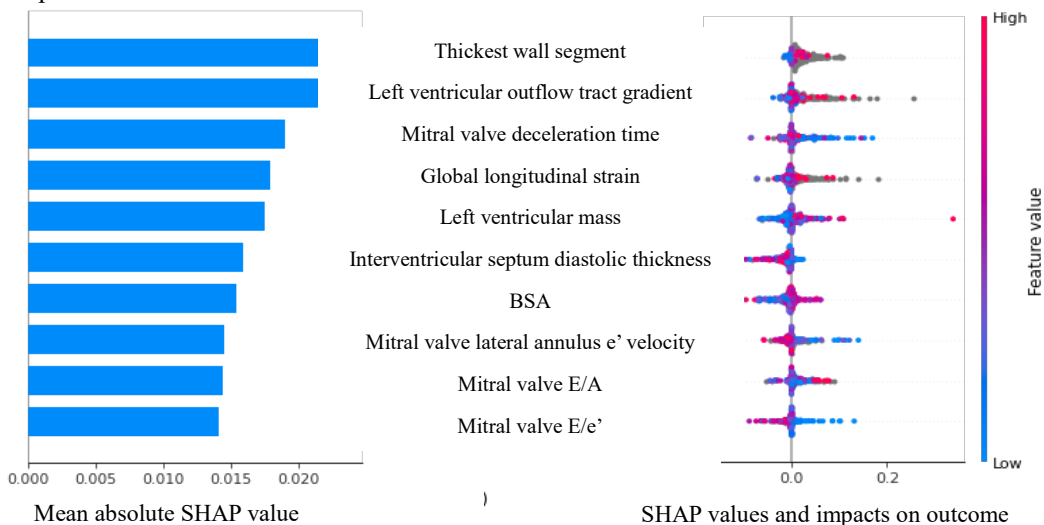 High
Thickest wall segment
Left ventricular outflow tract gradient
Mitral valve deceleration time
Global longitudinal strain
Left ventricular mass
Interventricular septum diastolic thickness
BSA
Mitral valve lateral annulus e’ velocity
Mitral valve E/A
Mitral valve E/e’
Feature value
Low
0.000 0.005 0.010 0.015 0.020
0.0 0.2
)
Mean absolute SHAP value
SHAP values and impacts on outcome